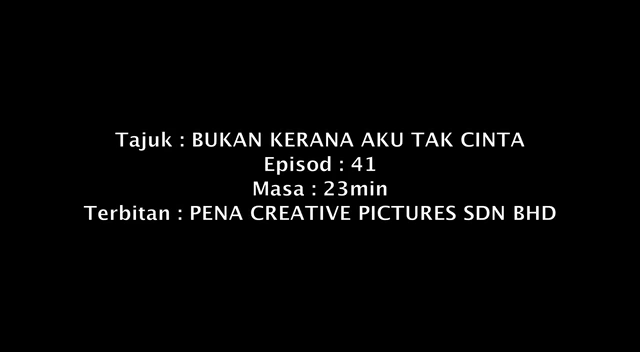 Tajuk : BUKAN KERANA AKU TAK CINTA
Episod : 41
Masa : 23min
Terbitan : PENA CREATIVE PICTURES SDN BHD